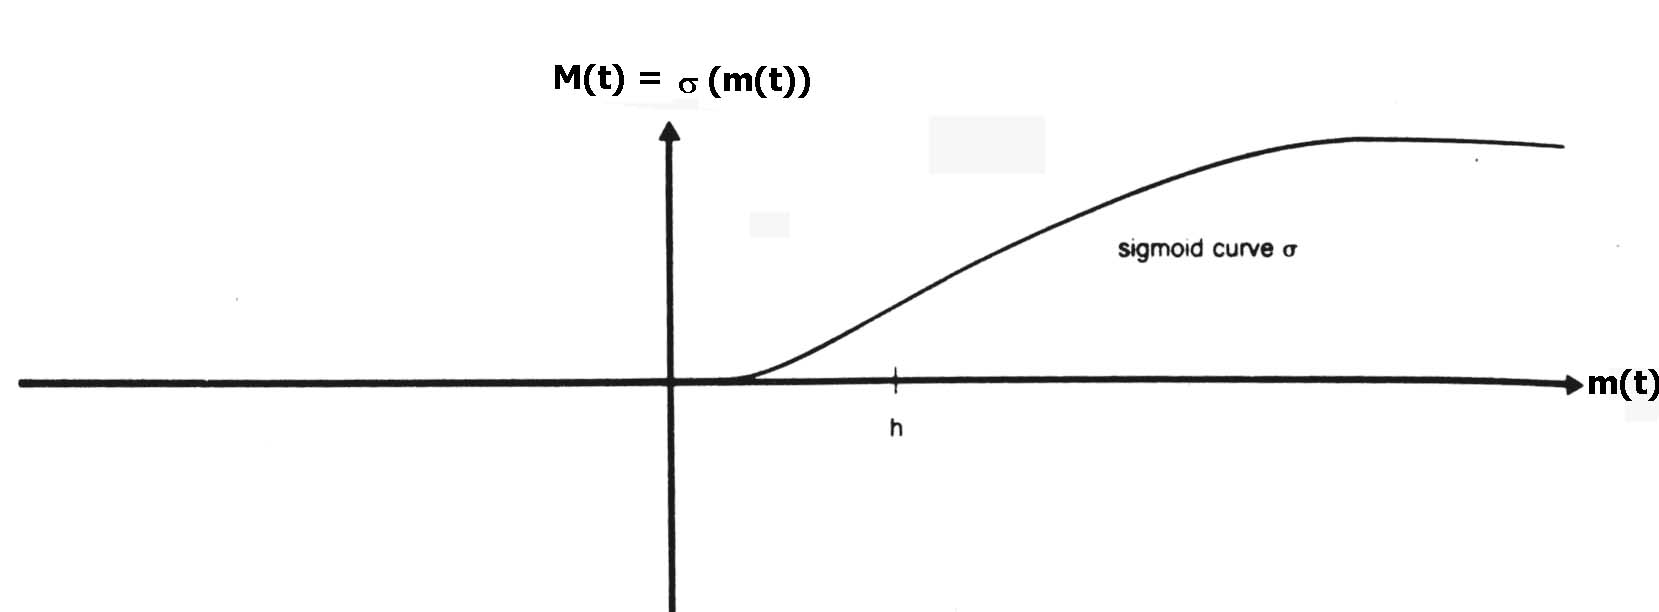 M(t) = σ (m(t))
sigmoid curve σ
m(t)
h